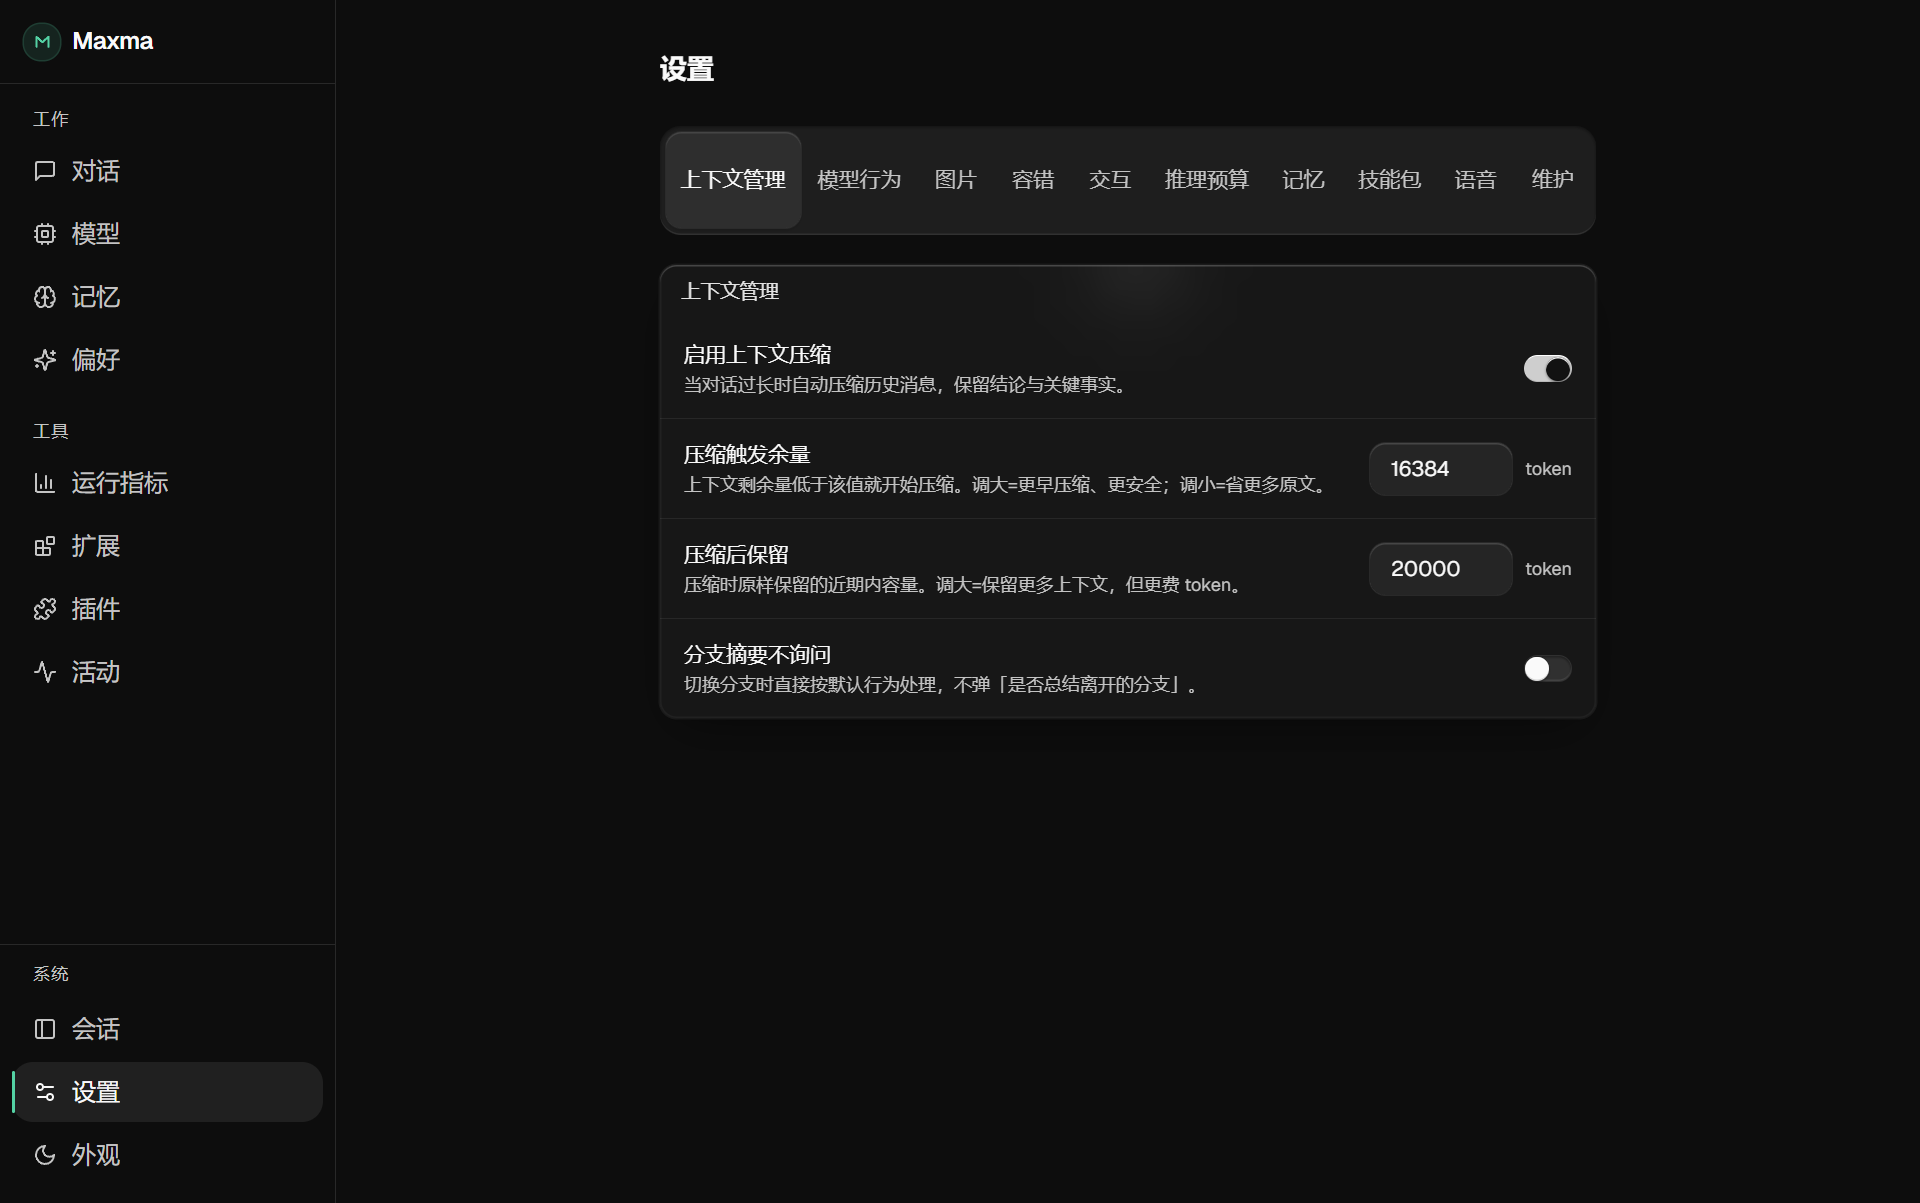 Maxma
工作
对话
模型
记忆
偏好
工具
运行指标
扩展
插件
活动
系统
会话
设置
外观
设置
上下文管理 模型行为 图片 容错 交互 推理预算 记忆 技能包 语音 维护
上下文管理
启用上下文压缩
当对话过长时自动压缩历史消息，保留结论与关键事实。
压缩触发余量
上下文剩余量低于该值就开始压缩。调大=更早压缩、更安全；调小=省更多原文。
16384 token
压缩后保留
压缩时原样保留的近期内容量。调大=保留更多上下文，但更费 token。
20000 token
分支摘要不询问
切换分支时直接按默认行为处理，不弹「是否总结离开的分支」。